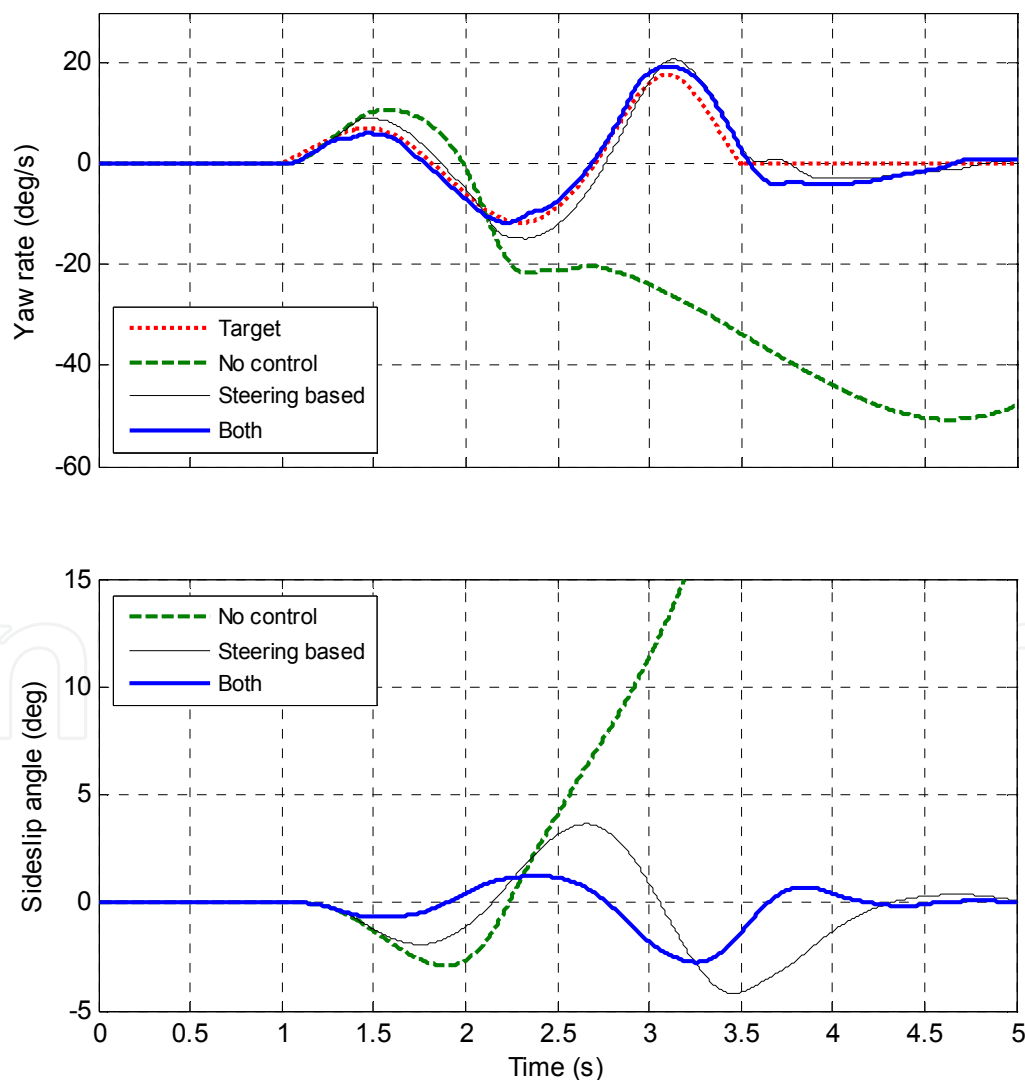 20
0
-20
-40
-60
Yaw rate (deg/s)
Target
No control
Steering based
Both
15
10
5
0
-5
Sideslip angle (deg)
No control
Steering based
Both
0 0.5 1 1.5 2 2.5 3 3.5 4 4.5 5
Time (s)